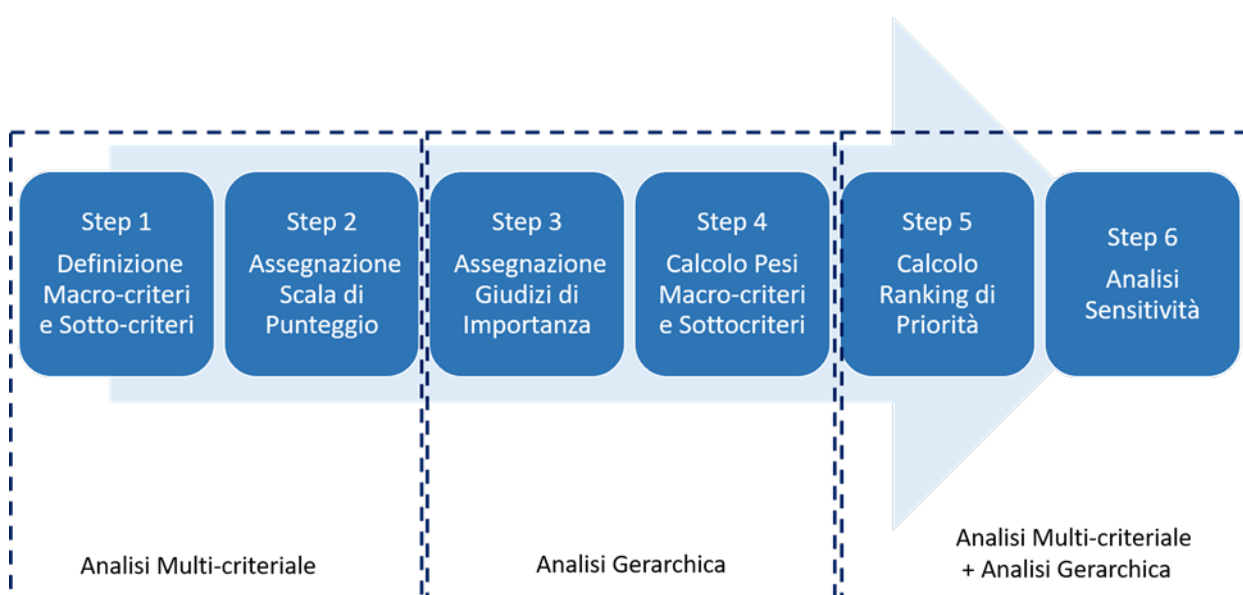 Step 1
Definizione
Macro-criteri
e Sotto-criteri
Step 2
Assegnazione
Scala di
Punteggio
Step 3
Assegnazione
Giudizi di
Importanza
Step 4
Calcolo Pesi
Macro-criteri
e Sottocriteri
Step 5
Calcolo
Ranking di
Priorità
Step 6
Analisi
Sensitività
Analisi Multi-criteriale
Analisi Gerarchica
Analisi Multi-criteriale
+ Analisi Gerarchica